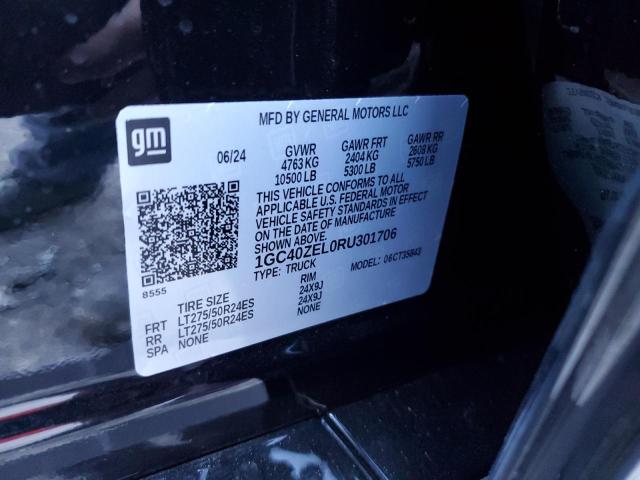 gm
MFD BY GENERAL MOTORS LLC
06/24 GVWR GAWR FRT GAWR RR
4763 KG 2404 KG 2608 KG
10500 LB 5300 LB 5750 LB
THIS VEHICLE CONFORMS TO ALL
APPLICABLE U.S. FEDERAL MOTOR
VEHICLE SAFETY STANDARDS IN EFFECT
ON THE DATE OF MANUFACTURE
SHOWN ABOVE.
1GC40ZEL0RU301706
TYPE: TRUCK MODEL: 06CT35843
8555
TIRE SIZE RIM
FRT LT275/50R24ES 24X9J
RR LT275/50R24ES 24X9J
SPA NONE NONE